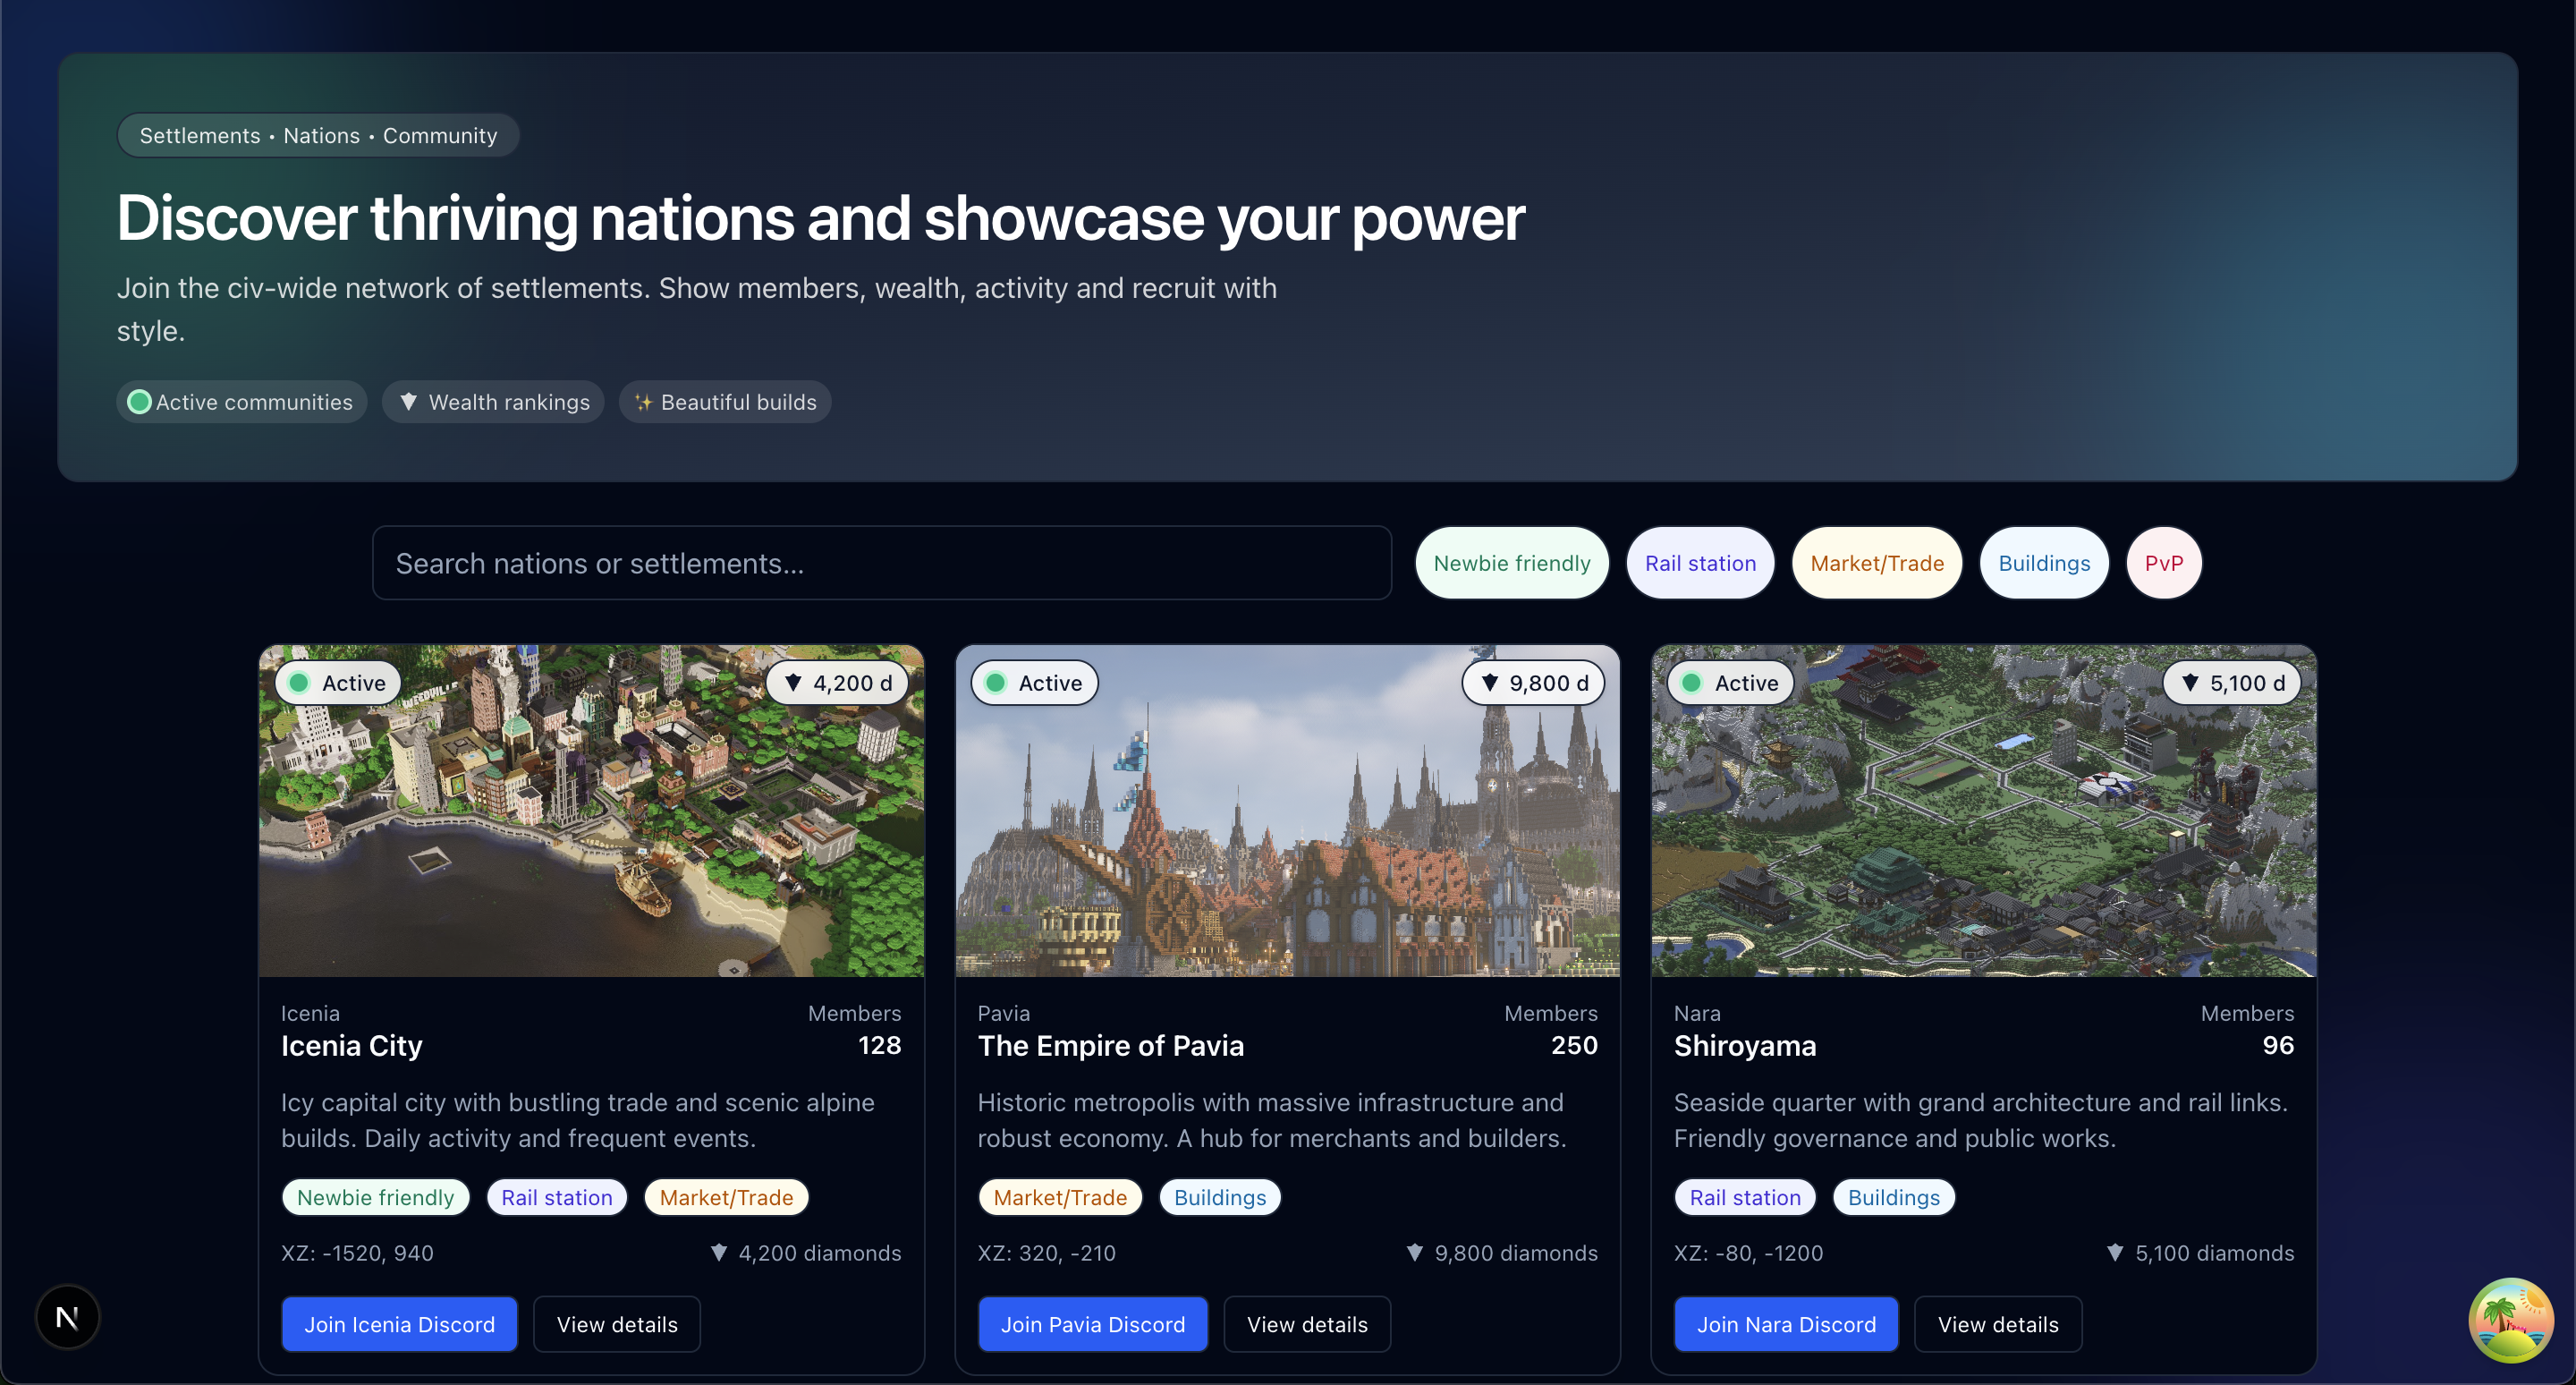 Settlements • Nations • Community
Discover thriving nations and showcase your power
Join the civ-wide network of settlements. Show members, wealth, activity and recruit with
style.
Active communities
Wealth rankings
Beautiful builds
Search nations or settlements...
Newbie friendly
Rail station
Market/Trade
Buildings
PvP
Active
4,200 d
Icenia
Members
Icenia City
128
Icy capital city with bustling trade and scenic alpine
builds. Daily activity and frequent events.
Newbie friendly
Rail station
Market/Trade
XZ: -1520, 940
4,200 diamonds
Join Icenia Discord
View details
Active
9,800 d
Pavia
Members
The Empire of Pavia
250
Historic metropolis with massive infrastructure and
robust economy. A hub for merchants and builders.
Market/Trade
Buildings
XZ: 320, -210
9,800 diamonds
Join Pavia Discord
View details
Active
5,100 d
Nara
Members
Shiroyama
96
Seaside quarter with grand architecture and rail links.
Friendly governance and public works.
Rail station
Buildings
XZ: -80, -1200
5,100 diamonds
Join Nara Discord
View details
N